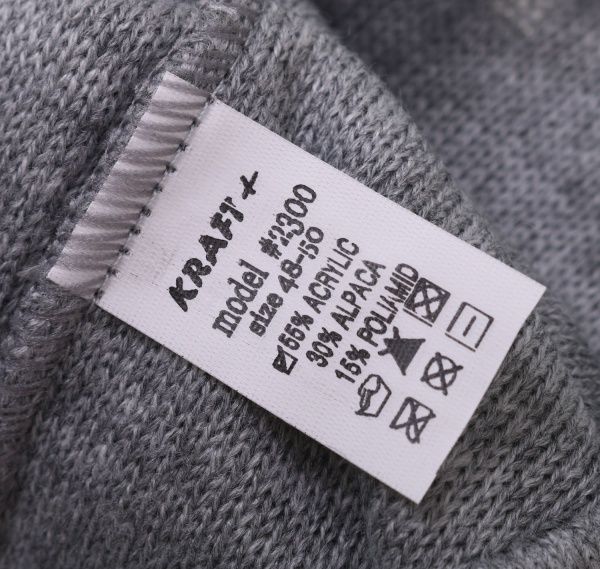 KRAFT +
model #2300
size 48-50
55% ACRYLIC
30% ALPACA
15% POLIAMID